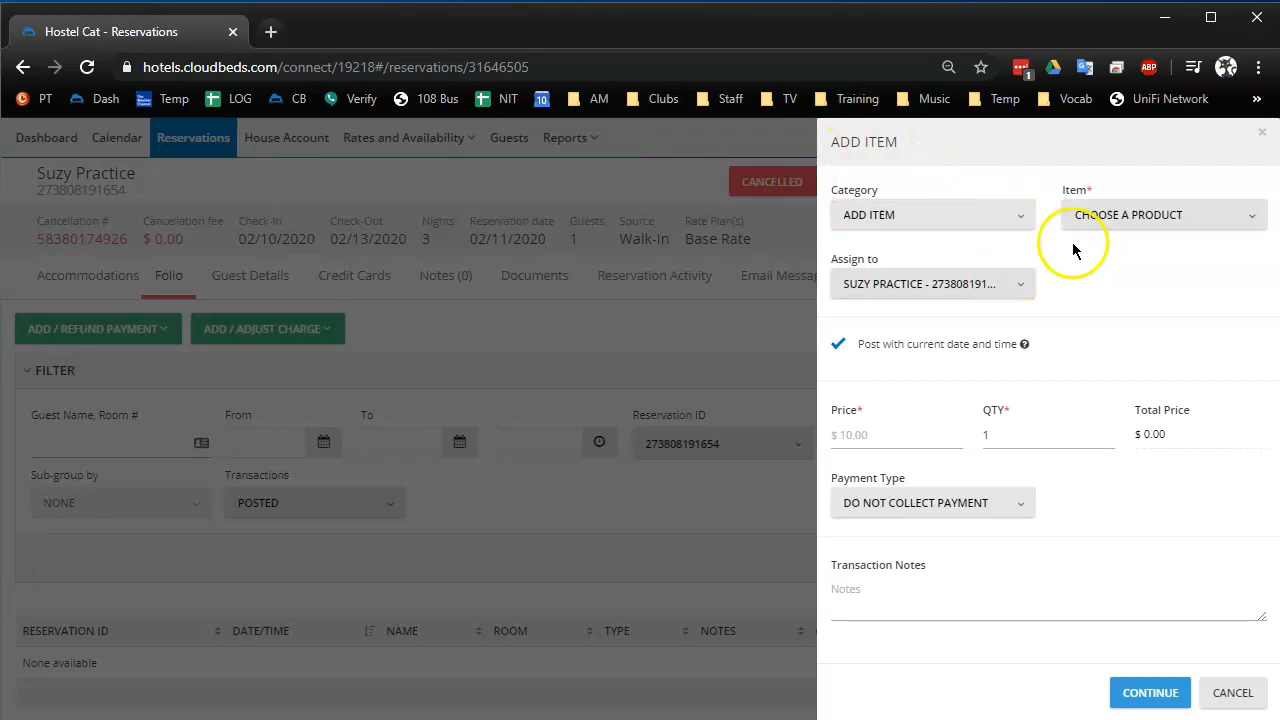 Hostel Cat - Reservations
hotels.cloudbeds.com/connect/19218#/reservations/31646505
1
ABP
PT Dash Temp LOG CB Verify 108 Bus NIT 10 AM Clubs Staff TV Training Music Temp Vocab UniFi Network »
Dashboard Calendar Reservations House Account Rates and Availability Guests Reports
Suzy Practice
273808191654
CANCELLED
Cancellation # Cancellation fee Check-In Check-Out Nights Reservation date Guests Source Rate Plan(s)
58380174926 $ 0.00 02/10/2020 02/13/2020 3 02/11/2020 1 Walk-In Base Rate
Accommodations Folio Guest Details Credit Cards Notes (0) Documents Reservation Activity Email Messag
ADD / REFUND PAYMENT ADD / ADJUST CHARGE
FILTER
Guest Name, Room # From To Reservation ID
273808191654
Sub-group by Transactions
NONE POSTED
RESERVATION ID DATE/TIME NAME ROOM TYPE NOTES
None available
ADD ITEM
Category Item*
ADD ITEM CHOOSE A PRODUCT
Assign to
SUZY PRACTICE - 273808191...
Post with current date and time
Price* QTY* Total Price
$ 10.00 1 $ 0.00
Payment Type
DO NOT COLLECT PAYMENT
Transaction Notes
Notes
CONTINUE CANCEL